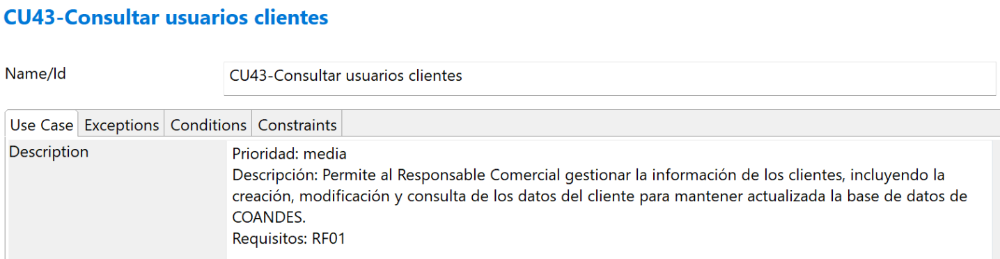 CU43-Consultar usuarios clientes
Name/Id
CU43-Consultar usuarios clientes
Use Case Exceptions Conditions Constraints
Description
Prioridad: media
Descripción: Permite al Responsable Comercial gestionar la información de los clientes, incluyendo la
creación, modificación y consulta de los datos del cliente para mantener actualizada la base de datos de
COANDES.
Requisitos: RF01